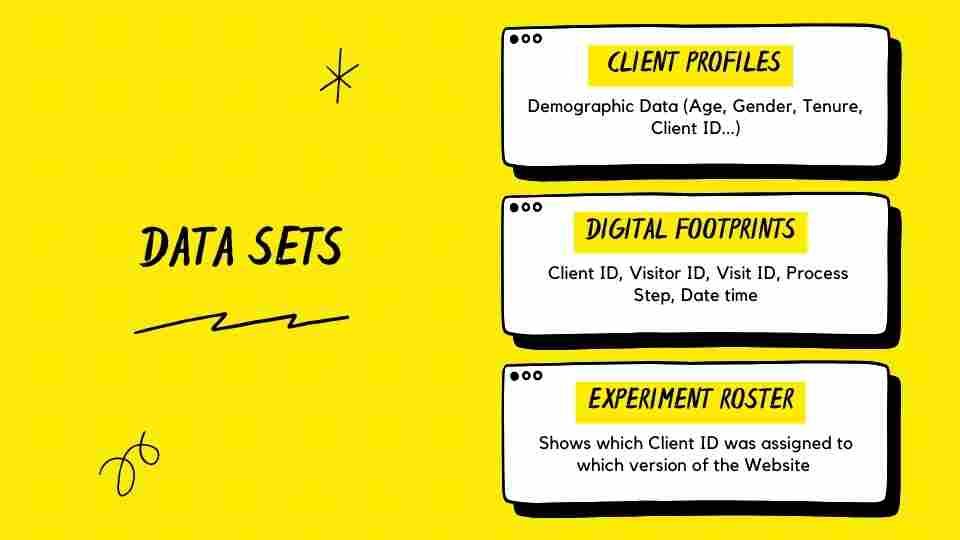 DATA SETS
CLIENT PROFILES
Demographic Data (Age, Gender, Tenure,
Client ID...)
DIGITAL FOOTPRINTS
Client ID, Visitor ID, Visit ID, Process
Step, Date time
EXPERIMENT ROSTER
Shows which Client ID was assigned to
which version of the Website